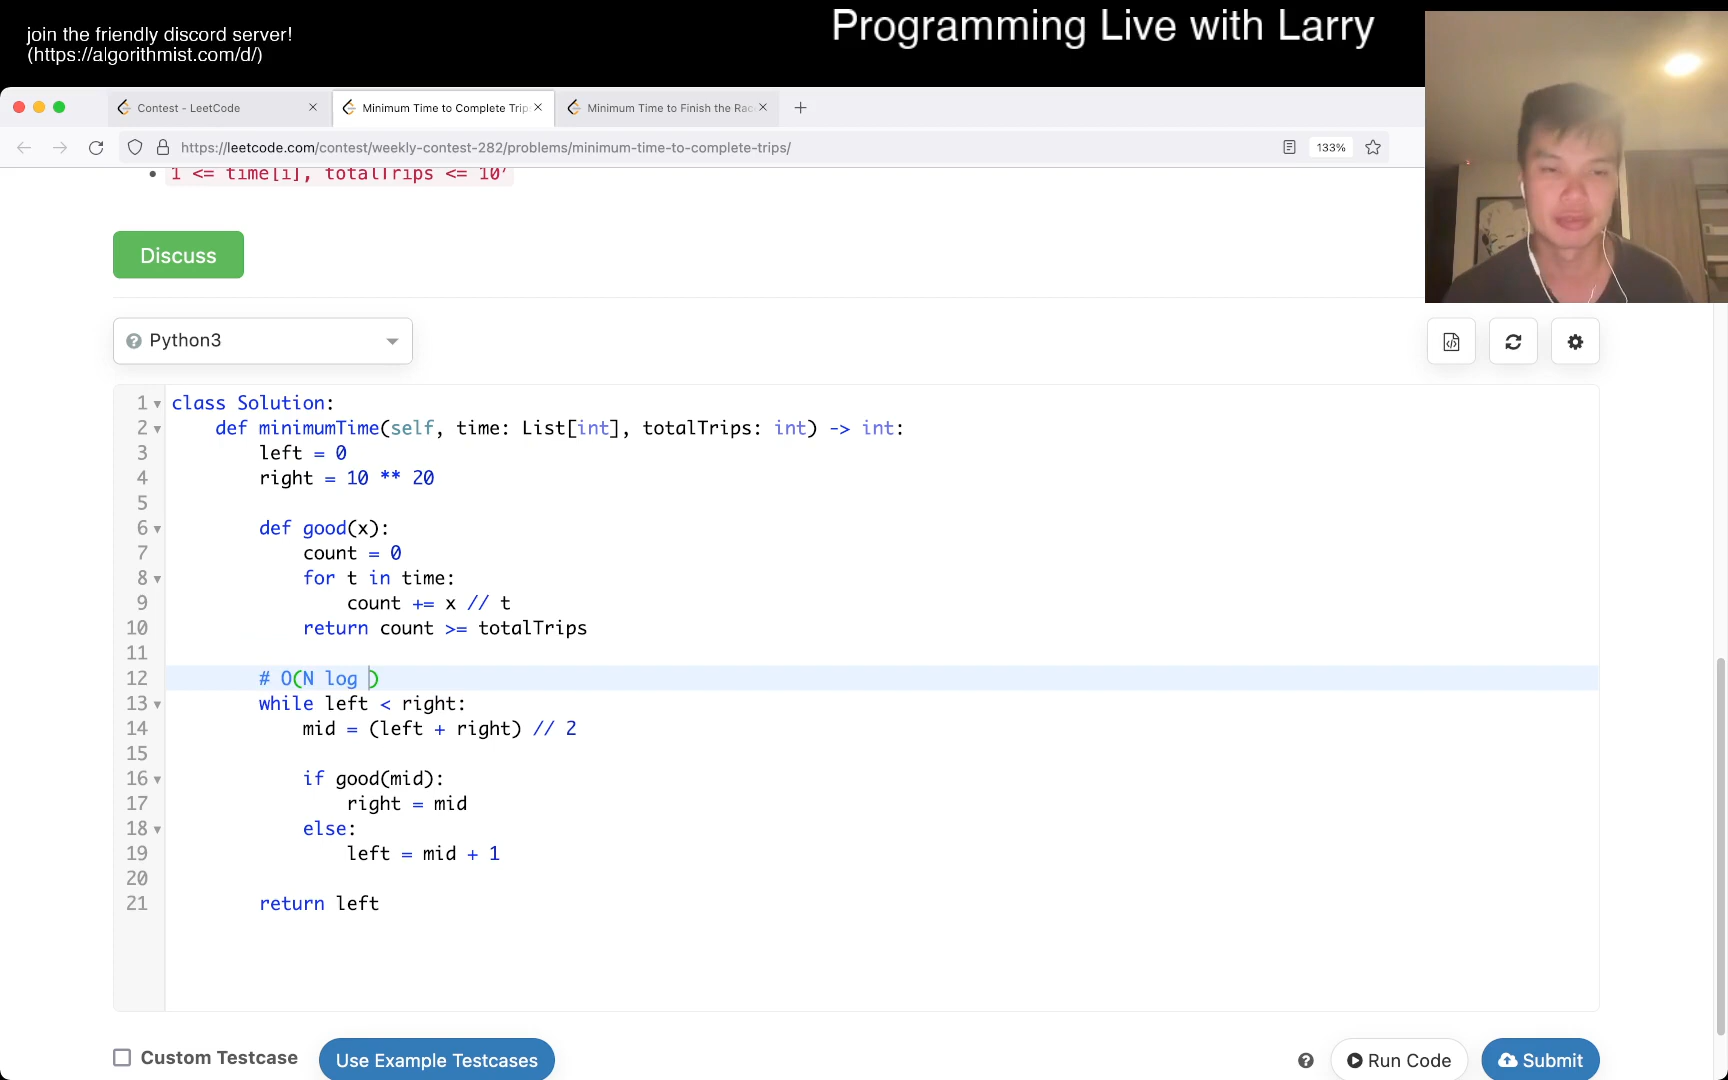 join the friendly discord server!
(https://algorithmist.com/d/)
Programming Live with Larry
Contest - LeetCode
Minimum Time to Complete Trip
Minimum Time to Finish the Rac
https://leetcode.com/contest/weekly-contest-282/problems/minimum-time-to-complete-trips/
133%
1 <= time[i], totalTrips <= 10⁷
Discuss
Python3
1 class Solution:
2 def minimumTime(self, time: List[int], totalTrips: int) -> int:
3 left = 0
4 right = 10 ** 20
5
6 def good(x):
7 count = 0
8 for t in time:
9 count += x // t
10 return count >= totalTrips
11
12 # O(N log )
13 while left < right:
14 mid = (left + right) // 2
15
16 if good(mid):
17 right = mid
18 else:
19 left = mid + 1
20
21 return left
Custom Testcase
Use Example Testcases
Run Code
Submit